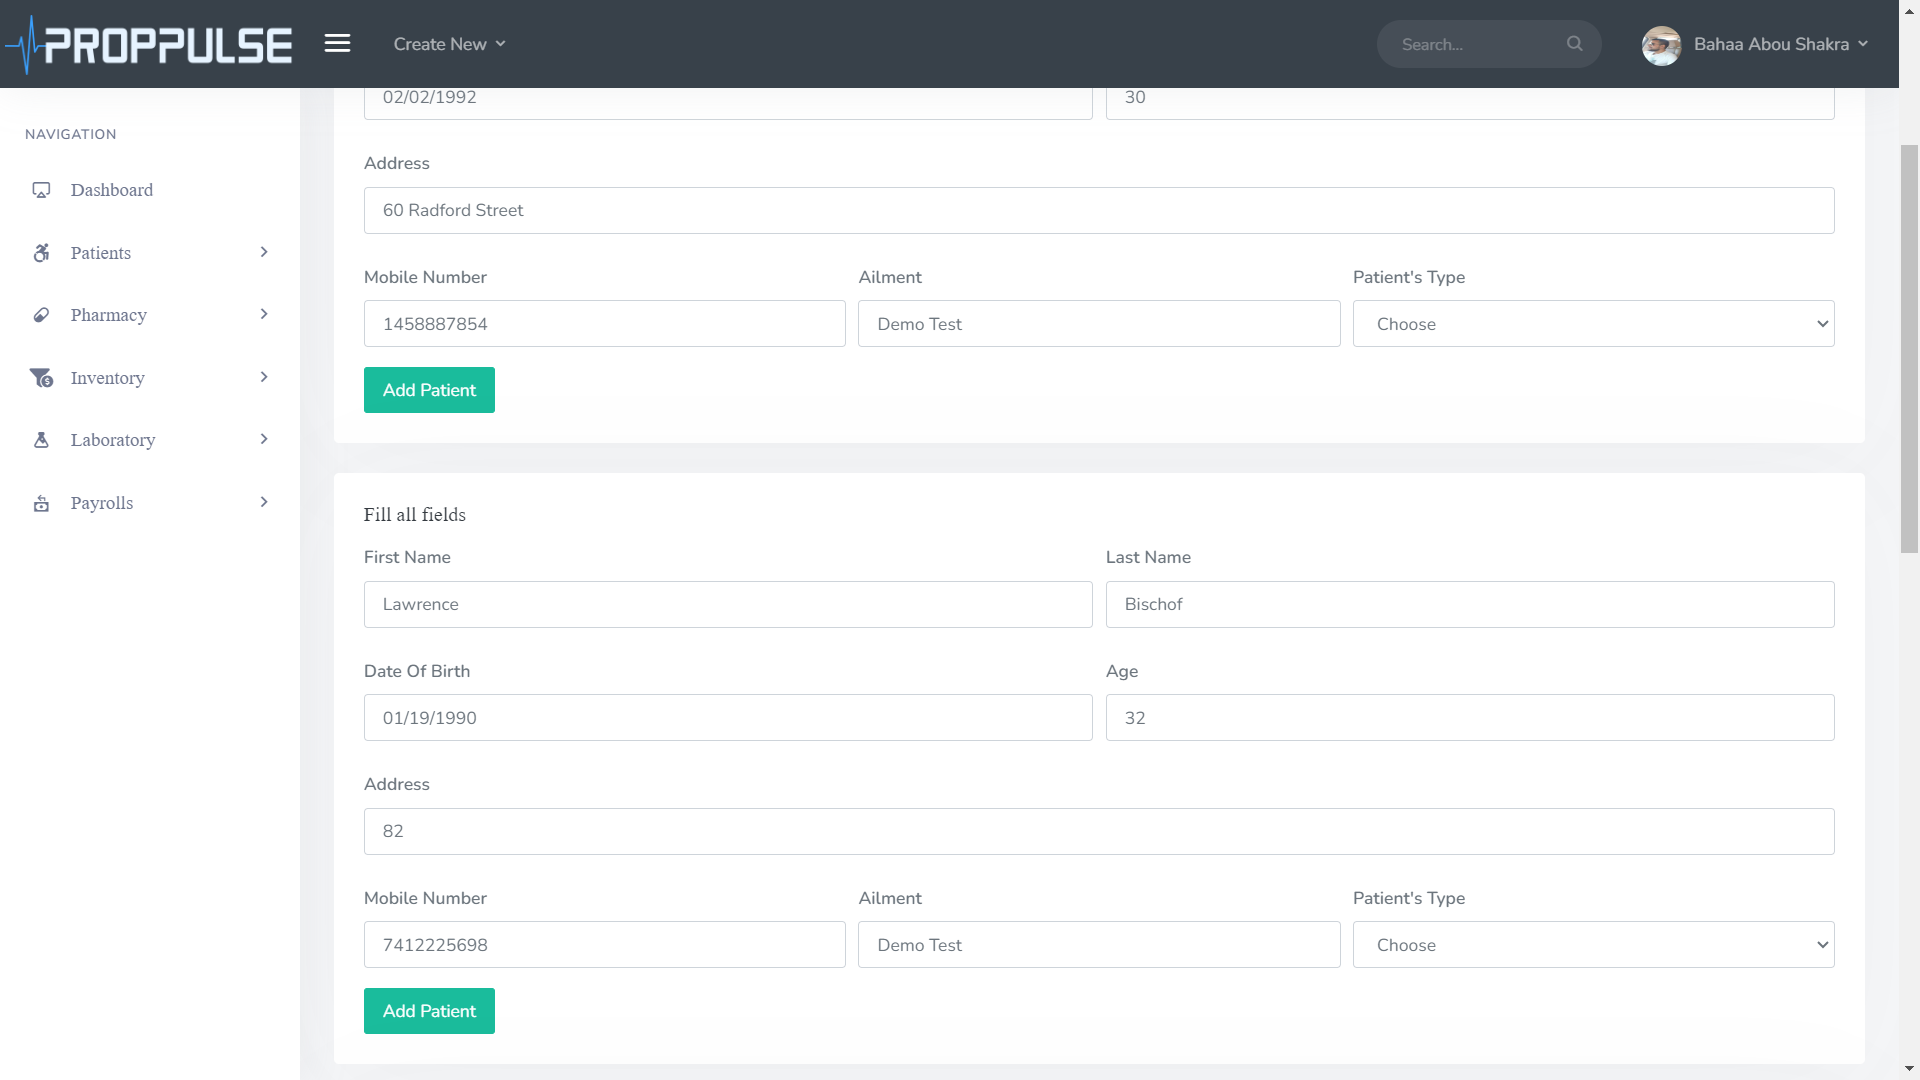 PROPPULSE
Create New
Search...
Bahaa Abou Shakra
NAVIGATION
Dashboard
Patients
Pharmacy
Inventory
Laboratory
Payrolls
02/02/1992
30
Address
60 Radford Street
Mobile Number
Ailment
Patient's Type
1458887854
Demo Test
Choose
Add Patient
Fill all fields
First Name
Last Name
Lawrence
Bischof
Date Of Birth
Age
01/19/1990
32
Address
82
Mobile Number
Ailment
Patient's Type
7412225698
Demo Test
Choose
Add Patient